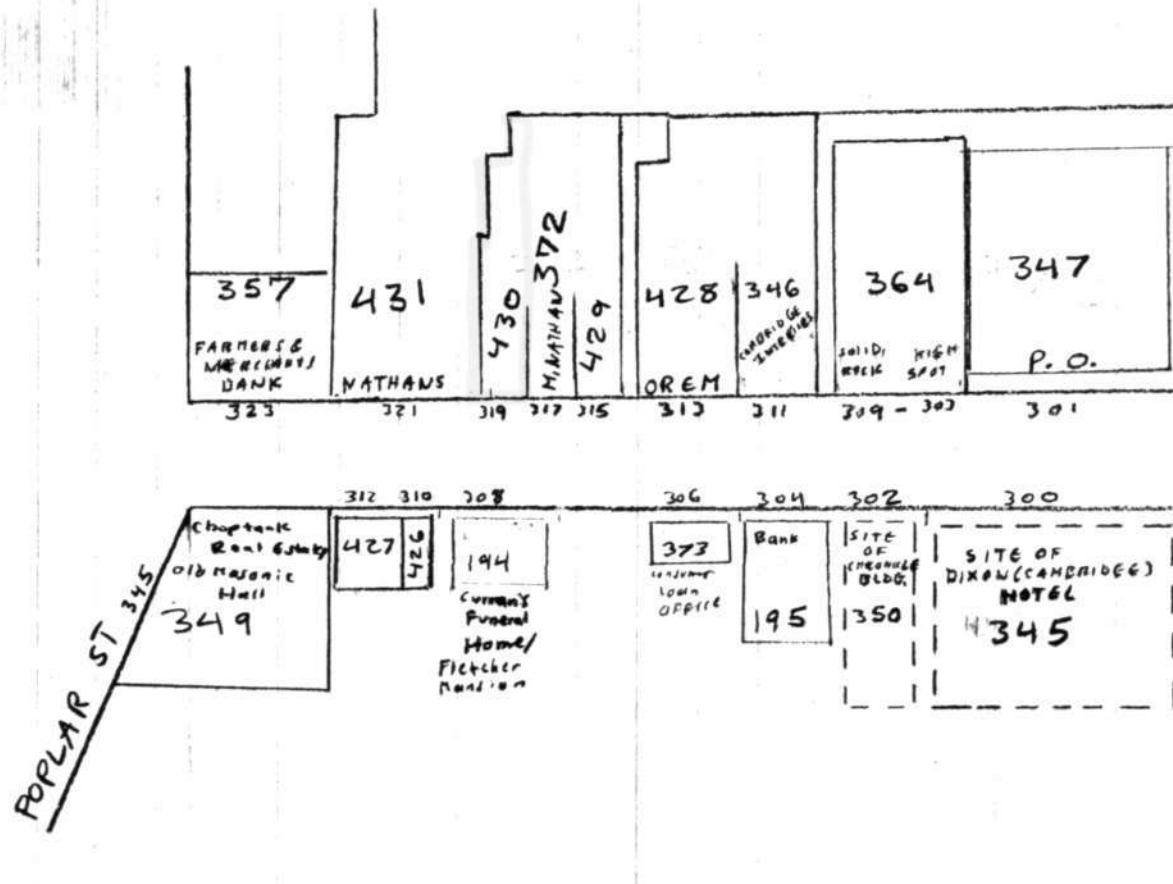 357
FARMERS &
MERCHANTS
BANK
323
431
NATHANS
321
430
319
M. NATHAN 372
317
429
315
428
OREM
313
346
CAMBRIDGE
INTERIORS
311
364
SOLID
ROCK
HIGH
SPOT
309 - 303
347
P. O.
301
POPLAR ST 345
Choptank
Real Estate
Old Masonic
Hall
349
312
427
310
426
308
194
Curran's
Funeral
Home/
Fletcher
Mansion
306
373
consumer
Loan
OFFICE
304
Bank
195
302
SITE
OF
CHRONICLE
BLDG.
350
300
SITE OF
DIXON (CAMBRIDGE)
HOTEL
345